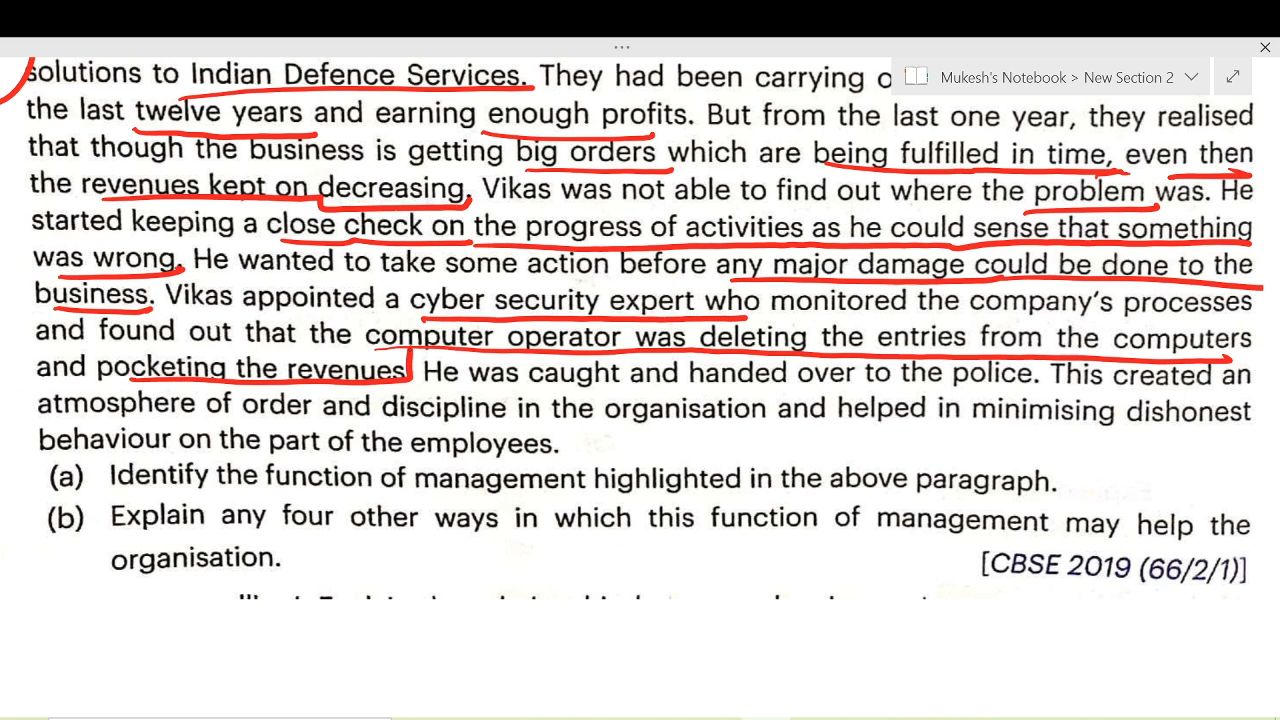 ...
×
Mukesh's Notebook > New Section 2
solutions to Indian Defence Services. They had been carrying
the last twelve years and earning enough profits. But from the last one year, they realised
that though the business is getting big orders which are being fulfilled in time, even then
the revenues kept on decreasing. Vikas was not able to find out where the problem was. He
started keeping a close check on the progress of activities as he could sense that something
was wrong. He wanted to take some action before any major damage could be done to the
business. Vikas appointed a cyber security expert who monitored the company's processes
and found out that the computer operator was deleting the entries from the computers
and pocketing the revenues. He was caught and handed over to the police. This created an
atmosphere of order and discipline in the organisation and helped in minimising dishonest
behaviour on the part of the employees.
(a) Identify the function of management highlighted in the above paragraph.
(b) Explain any four other ways in which this function of management may help the
organisation. [CBSE 2019 (66/2/1)]